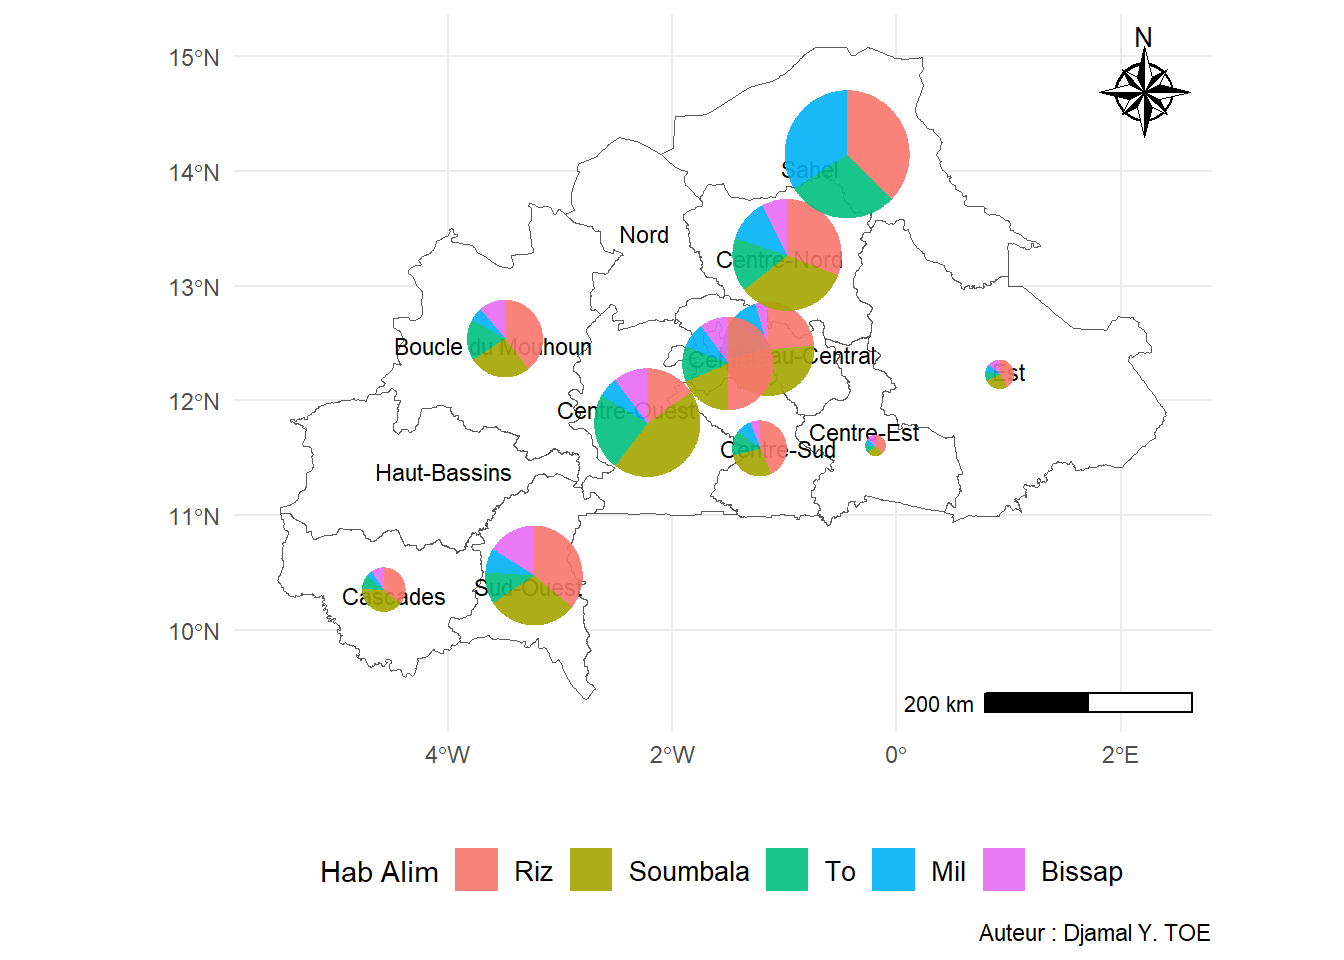 N
15°N
14°N
13°N
12°N
11°N
10°N
Sahel
Nord
Centre-Nord
Boucle du Mouhoun
Central
Est
Centre-Ouest
Centre-Est
Centre-Sud
Haut-Bassins
Sud-Ouest
Cascades
200 km
4°W
2°W
0°
2°E
Hab Alim Riz Soumbala To Mil Bissap
Auteur : Djamal Y. TOE